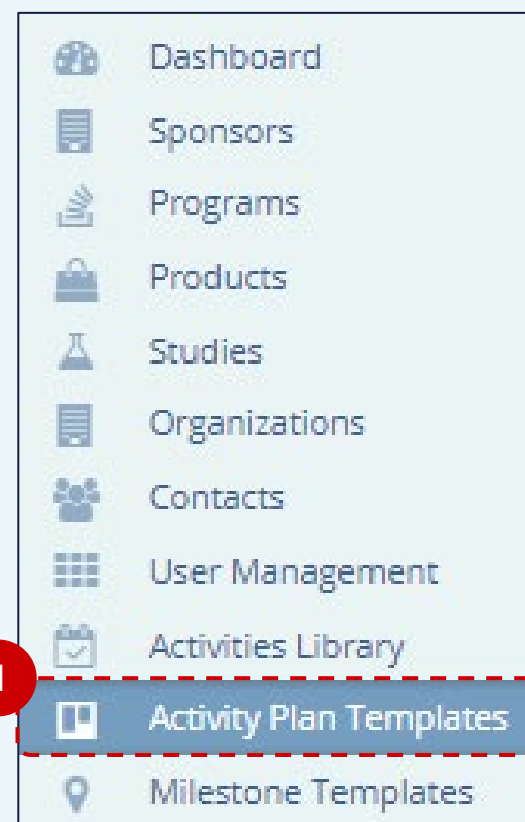 Dashboard
Sponsors
Programs
Products
Studies
Organizations
Contacts
User Management
Activities Library
Activity Plan Templates
Milestone Templates